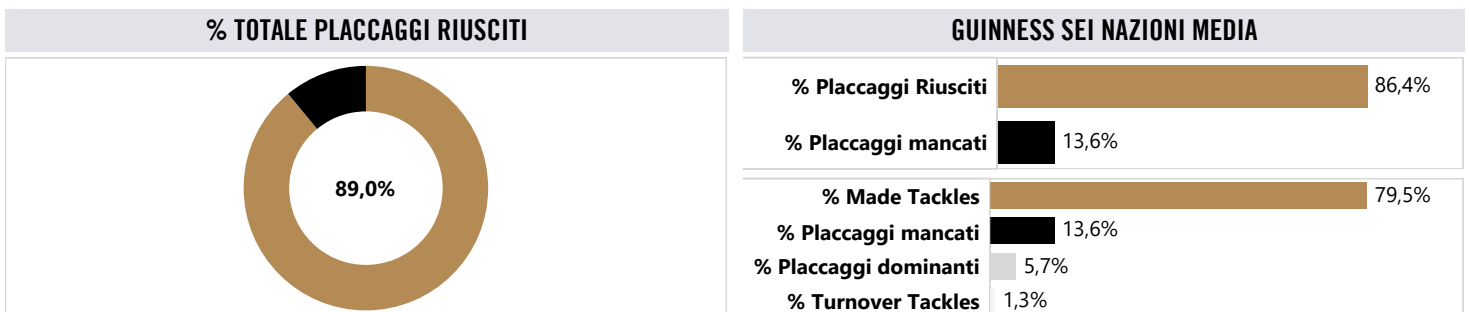 % TOTALE PLACCAGGI RIUSCITI
89,0%
GUINNESS SEI NAZIONI MEDIA
% Placcaggi Riusciti 86,4%
% Placcaggi mancati 13,6%
% Made Tackles 79,5%
% Placcaggi mancati 13,6%
% Placcaggi dominanti 5,7%
% Turnover Tackles 1,3%